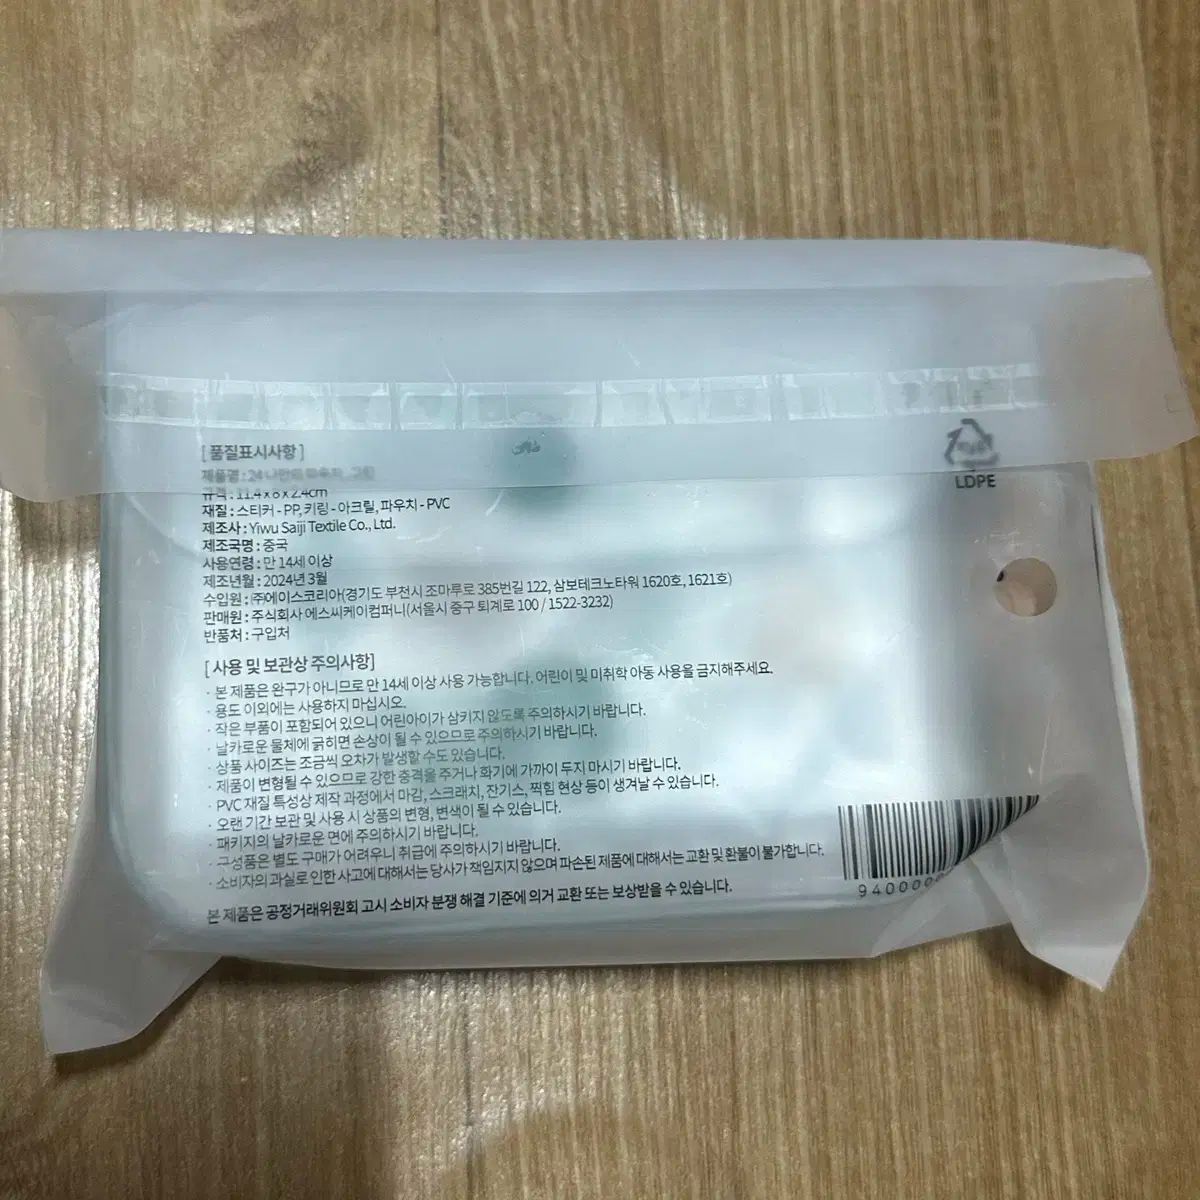 [ 품질표시사항 ]
제품명 : 24 나만의 파우치_그린
규격 : 11.4 x 8 x 2.4cm
재질 : 스티커 - PP, 키링 - 아크릴, 파우치 - PVC
제조사 : Yiwu Saiji Textile Co., Ltd.
제조국명 : 중국
사용연령 : 만 14세 이상
제조년월 : 2024년 3월
수입원 : ㈜에이스코리아(경기도 부천시 조마루로 385번길 122, 삼보테크노타워 1620호, 1621호)
판매원 : 주식회사 에스씨케이컴퍼니(서울시 중구 퇴계로 100 / 1522-3232)
반품처 : 구입처
[ 사용 및 보관상 주의사항]
· 본 제품은 완구가 아니므로 만 14세 이상 사용 가능합니다. 어린이 및 미취학 아동 사용을 금지해주세요.
· 용도 이외에는 사용하지 마십시오.
· 작은 부품이 포함되어 있으니 어린아이가 삼키지 않도록 주의하시기 바랍니다.
· 날카로운 물체에 긁히면 손상이 될 수 있으므로 주의하시기 바랍니다.
· 상품 사이즈는 조금씩 오차가 발생할 수도 있습니다.
· 제품이 변형될 수 있으므로 강한 충격을 주거나 화기에 가까이 두지 마시기 바랍니다.
· PVC 재질 특성상 제작 과정에서 마감, 스크래치, 잔기스, 찍힘 현상 등이 생겨날 수 있습니다.
· 오랜 기간 보관 및 사용 시 상품의 변형, 변색이 될 수 있습니다.
· 패키지의 날카로운 면에 주의하시기 바랍니다.
· 구성품은 별도 구매가 어려우니 취급에 주의하시기 바랍니다.
· 소비자의 과실로 인한 사고에 대해서는 당사가 책임지지 않으며 파손된 제품에 대해서는 교환 및 환불이 불가합니다.
본 제품은 공정거래위원회 고시 소비자 분쟁 해결 기준에 의거 교환 또는 보상받을 수 있습니다.
LDPE
940000